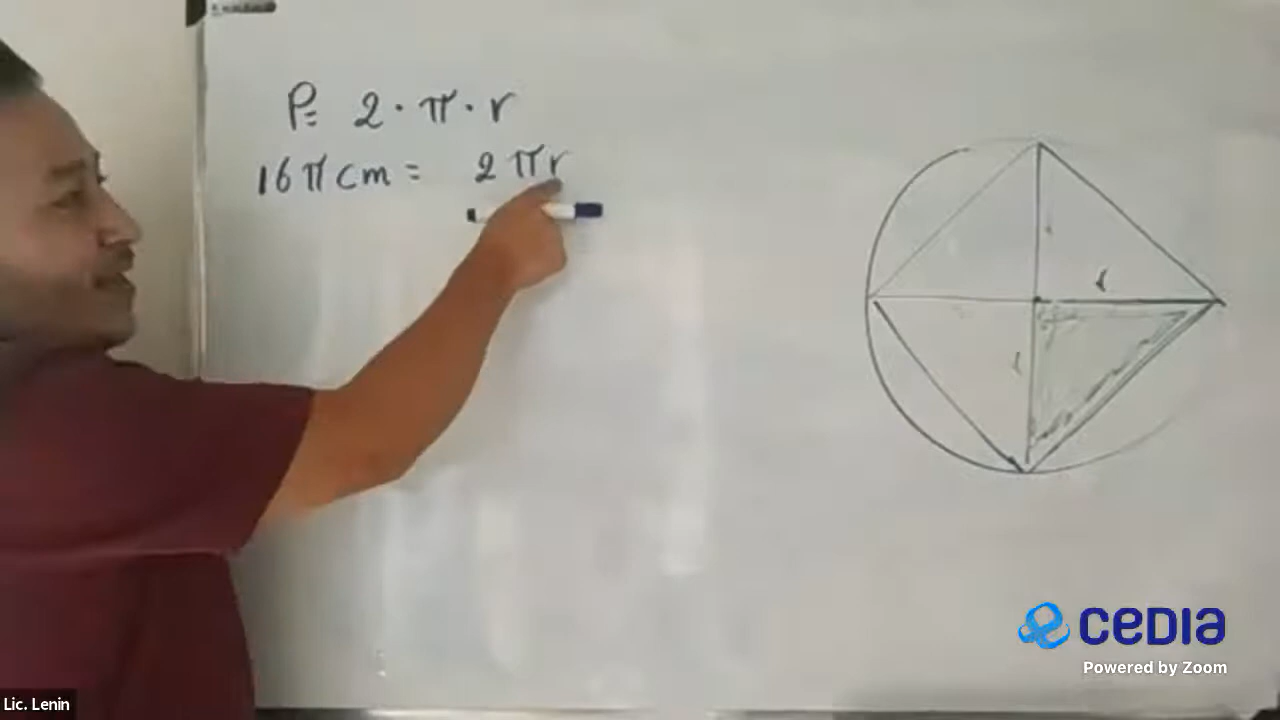 P= 2 · π · r
16 π cm = 2 π r
r
cedia
Powered by Zoom
Lic. Lenin